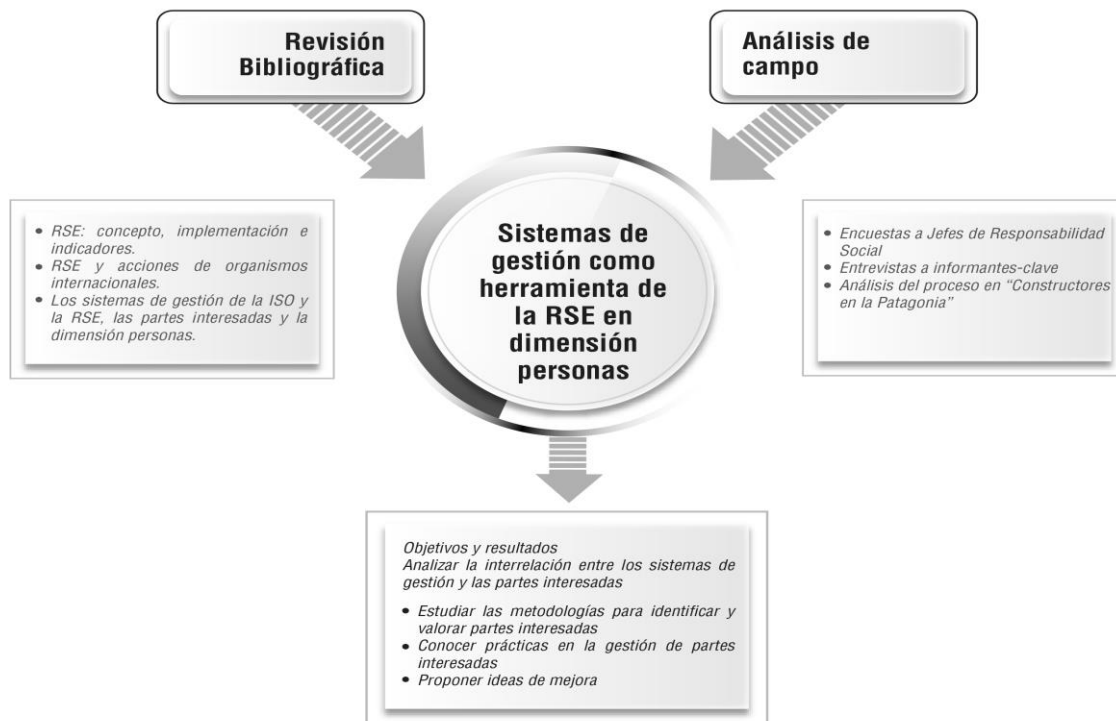 Revisión
Bibliográfica
Análisis de
campo
• RSE: concepto, implementación e
indicadores.
• RSE y acciones de organismos
internacionales.
• Los sistemas de gestión de la ISO y
la RSE, las partes interesadas y la
dimensión personas.
Sistemas de
gestión como
herramienta de
la RSE en
dimensión
personas
• Encuestas a Jefes de Responsabilidad
Social
• Entrevistas a informantes-clave
• Análisis del proceso en “Constructores
en la Patagonia”
Objetivos y resultados
Analizar la interrelación entre los sistemas de
gestión y las partes interesadas
• Estudiar las metodologías para identificar y
valorar partes interesadas
• Conocer prácticas en la gestión de partes
interesadas
• Proponer ideas de mejora